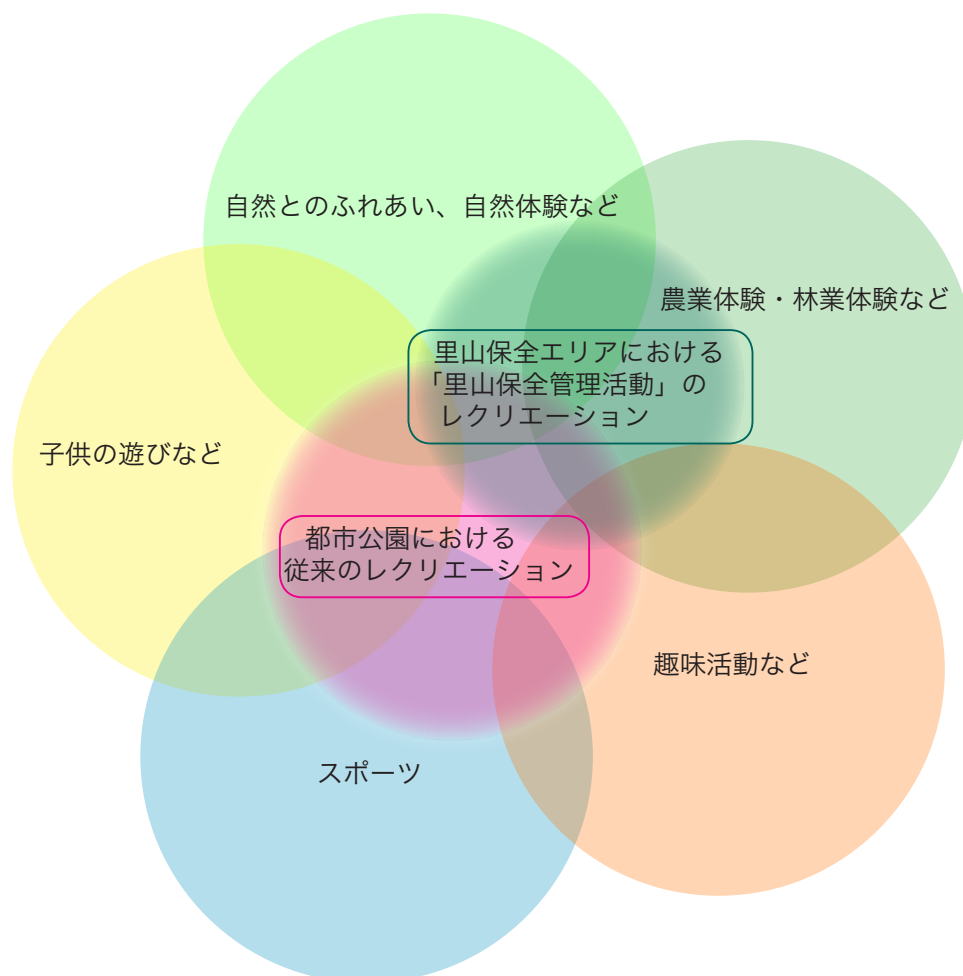 自然とのふれあい、自然体験など
農業体験・林業体験など
里山保全エリアにおける
「里山保全管理活動」の
レクリエーション
子供の遊びなど
都市公園における
従来のレクリエーション
趣味活動など
スポーツ